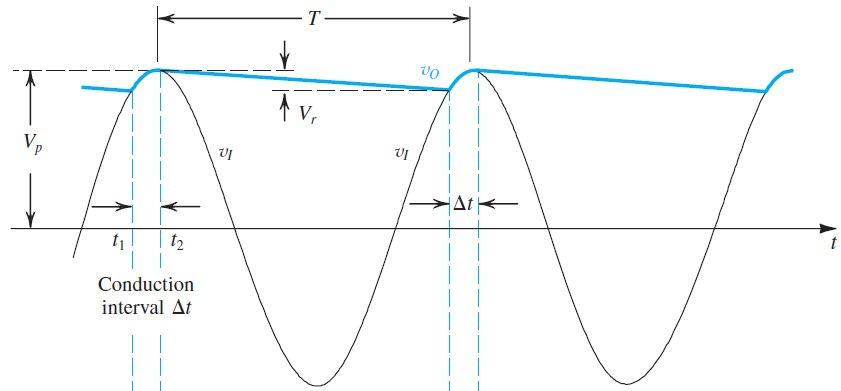 T
v_O
V_r
V_p
v_I
v_I
Δt
t_1
t_2
t
Conduction
interval Δt